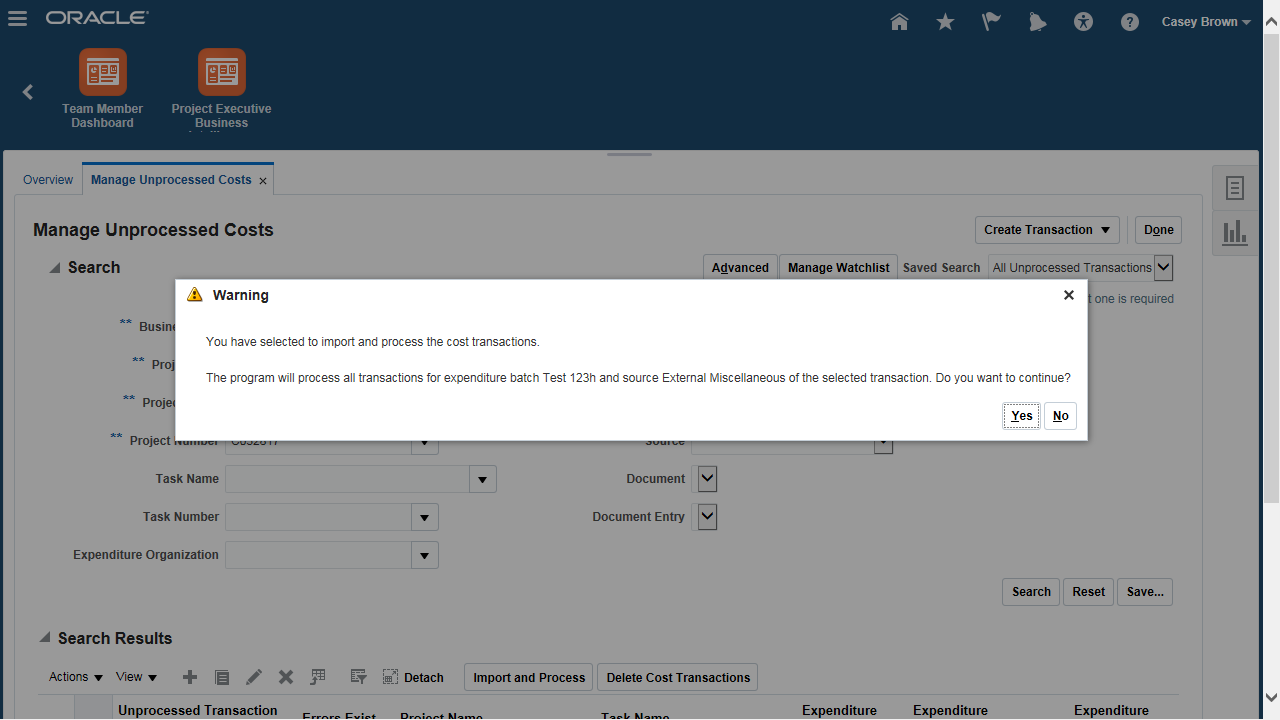 ORACLE
Casey Brown
Team Member
Dashboard
Project Executive
Business
Overview
Manage Unprocessed Costs
Manage Unprocessed Costs
Create Transaction
Done
Search
Advanced
Manage Watchlist
Saved Search
All Unprocessed Transactions
t one is required
Warning
You have selected to import and process the cost transactions.
The program will process all transactions for expenditure batch Test 123h and source External Miscellaneous of the selected transaction. Do you want to continue?
Yes
No
** Busine
** Proj
** Projec
** Project Number
Source
Task Name
Document
Task Number
Document Entry
Expenditure Organization
Search
Reset
Save...
Search Results
Actions
View
Detach
Import and Process
Delete Cost Transactions
Unprocessed Transaction
Errors Exist
Project Name
Task Name
Expenditure
Expenditure
Expenditure